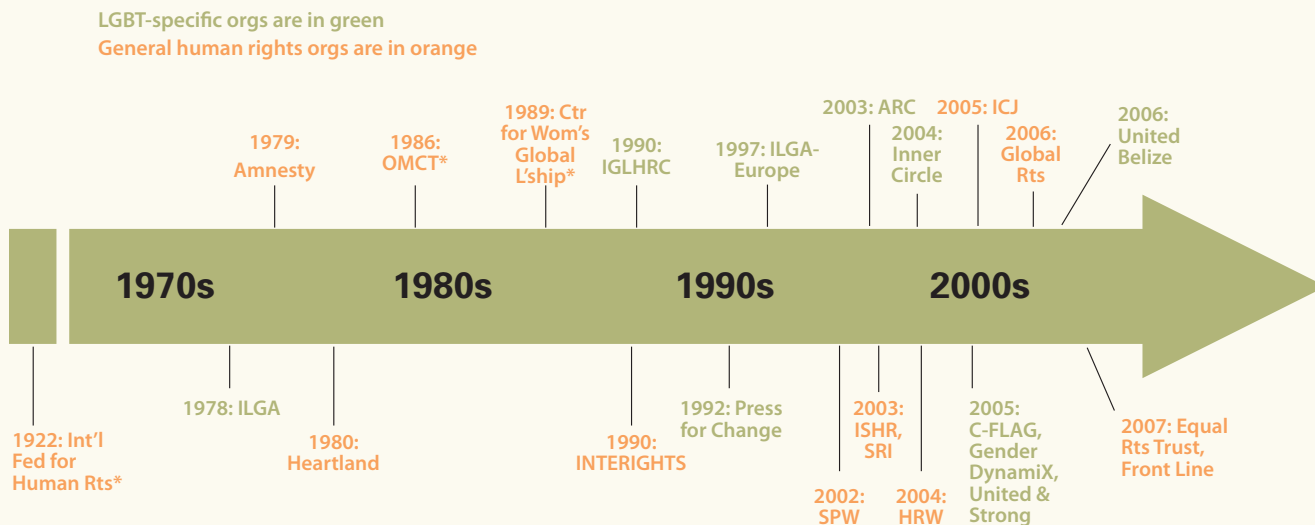 LGBT-specific orgs are in green
General human rights orgs are in orange
1979:
Amnesty
1986:
OMCT*
1989: Ctr
for Wom’s
Global
L’ship*
1990:
IGLHRC
1997: ILGA-
Europe
2003: ARC
2004:
Inner
Circle
2005: ICJ
2006:
Global
Rts
2006:
United
Belize
1970s
1980s
1990s
2000s
1922: Int’l
Fed for
Human Rts*
1978: ILGA
1980:
Heartland
1990:
INTERIGHTS
1992: Press
for Change
2002:
SPW
2003:
ISHR,
SRI
2004:
HRW
2005:
C-FLAG,
Gender
DynamiX,
United &
Strong
2007: Equal
Rts Trust,
Front Line